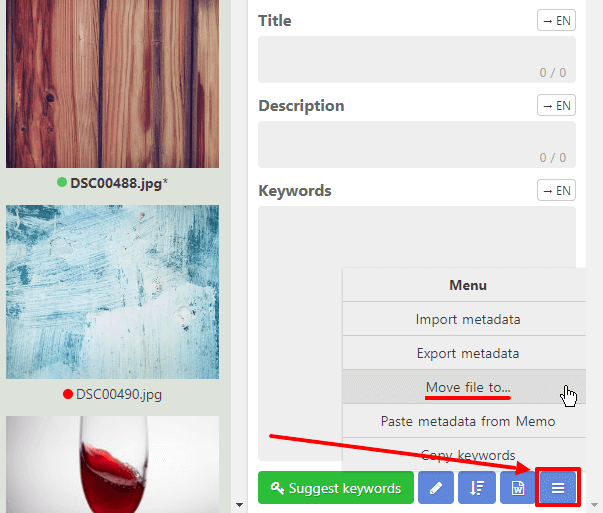 DSC00488.jpg*
DSC00490.jpg
Title
→ EN
0 / 0
Description
→ EN
0 / 0
Keywords
→ EN
Menu
Import metadata
Export metadata
Move file to...
Paste metadata from Memo
Copy keywords
Suggest keywords
W